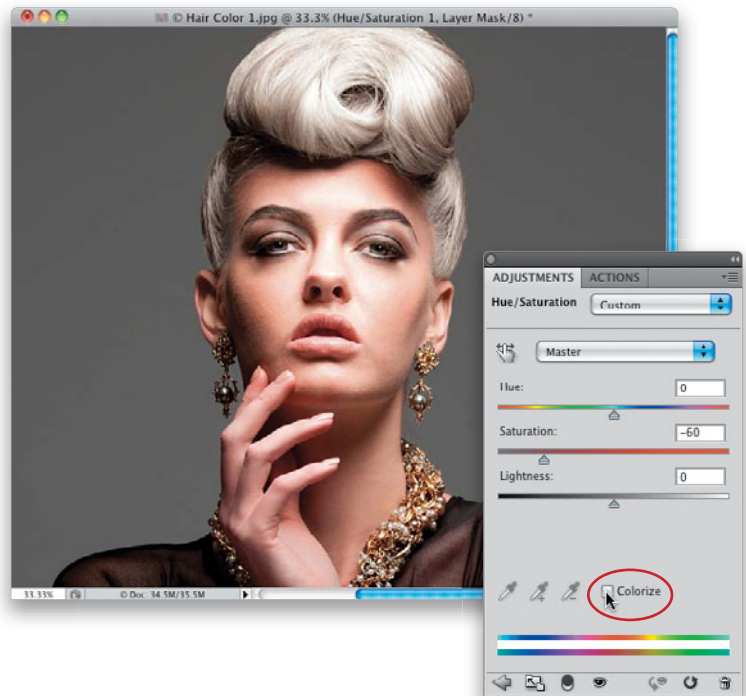 © Hair Color 1.jpg @ 33.3% (Hue/Saturation 1, Layer Mask/8) *
ADJUSTMENTS ACTIONS
Hue/Saturation Custom
Master
Hue: 0
Saturation: -60
Lightness: 0
Colorize
33.33% © Doc: 34.5M/35.5M